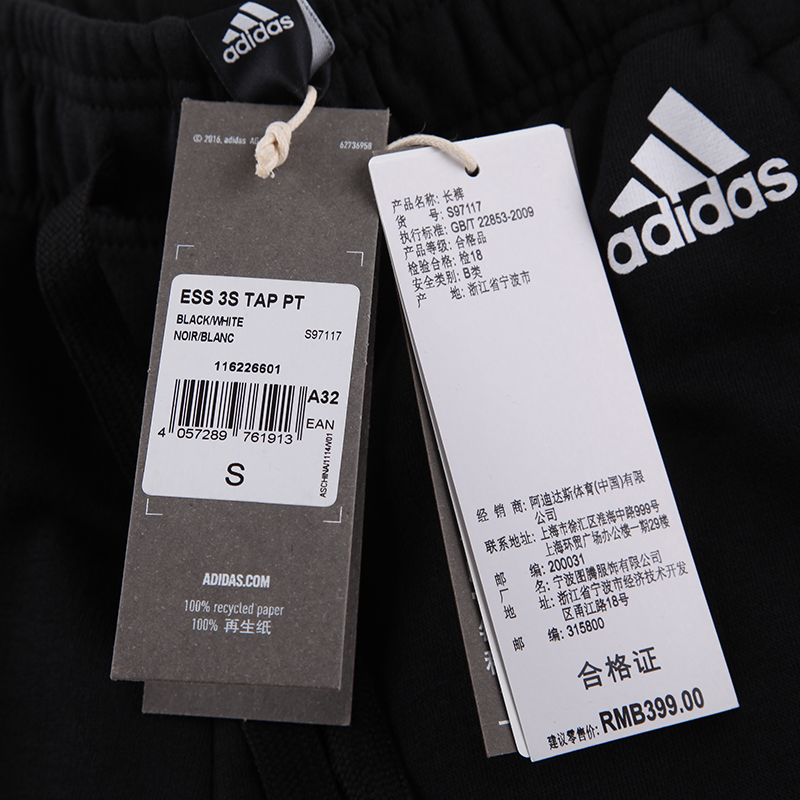 adidas
© 2016, adidas AG
62736958
ESS 3S TAP PT
BLACK/WHITE
NOIR/BLANC S97117
116226601
A32
EAN
4 057289 761913
ASCHINA/1114/V01
S
ADIDAS.COM
100% recycled paper
100% 再生纸
产品名称: 长裤
货 号: S97117
执行标准: GB/T 22853-2009
产品等级: 合格品
检验合格: 检18
安全类别: B类
产 地: 浙江省宁波市
经 销 商: 阿迪达斯体育(中国)有限
公司
联系地址: 上海市徐汇区淮海中路999号
上海环贸广场办公楼一期29楼
邮 编: 200031
厂 名: 宁波图腾服饰有限公司
地 址: 浙江省宁波市经济技术开发
区甬江路18号
邮 编: 315800
合格证
建议零售价: RMB399.00
adidas